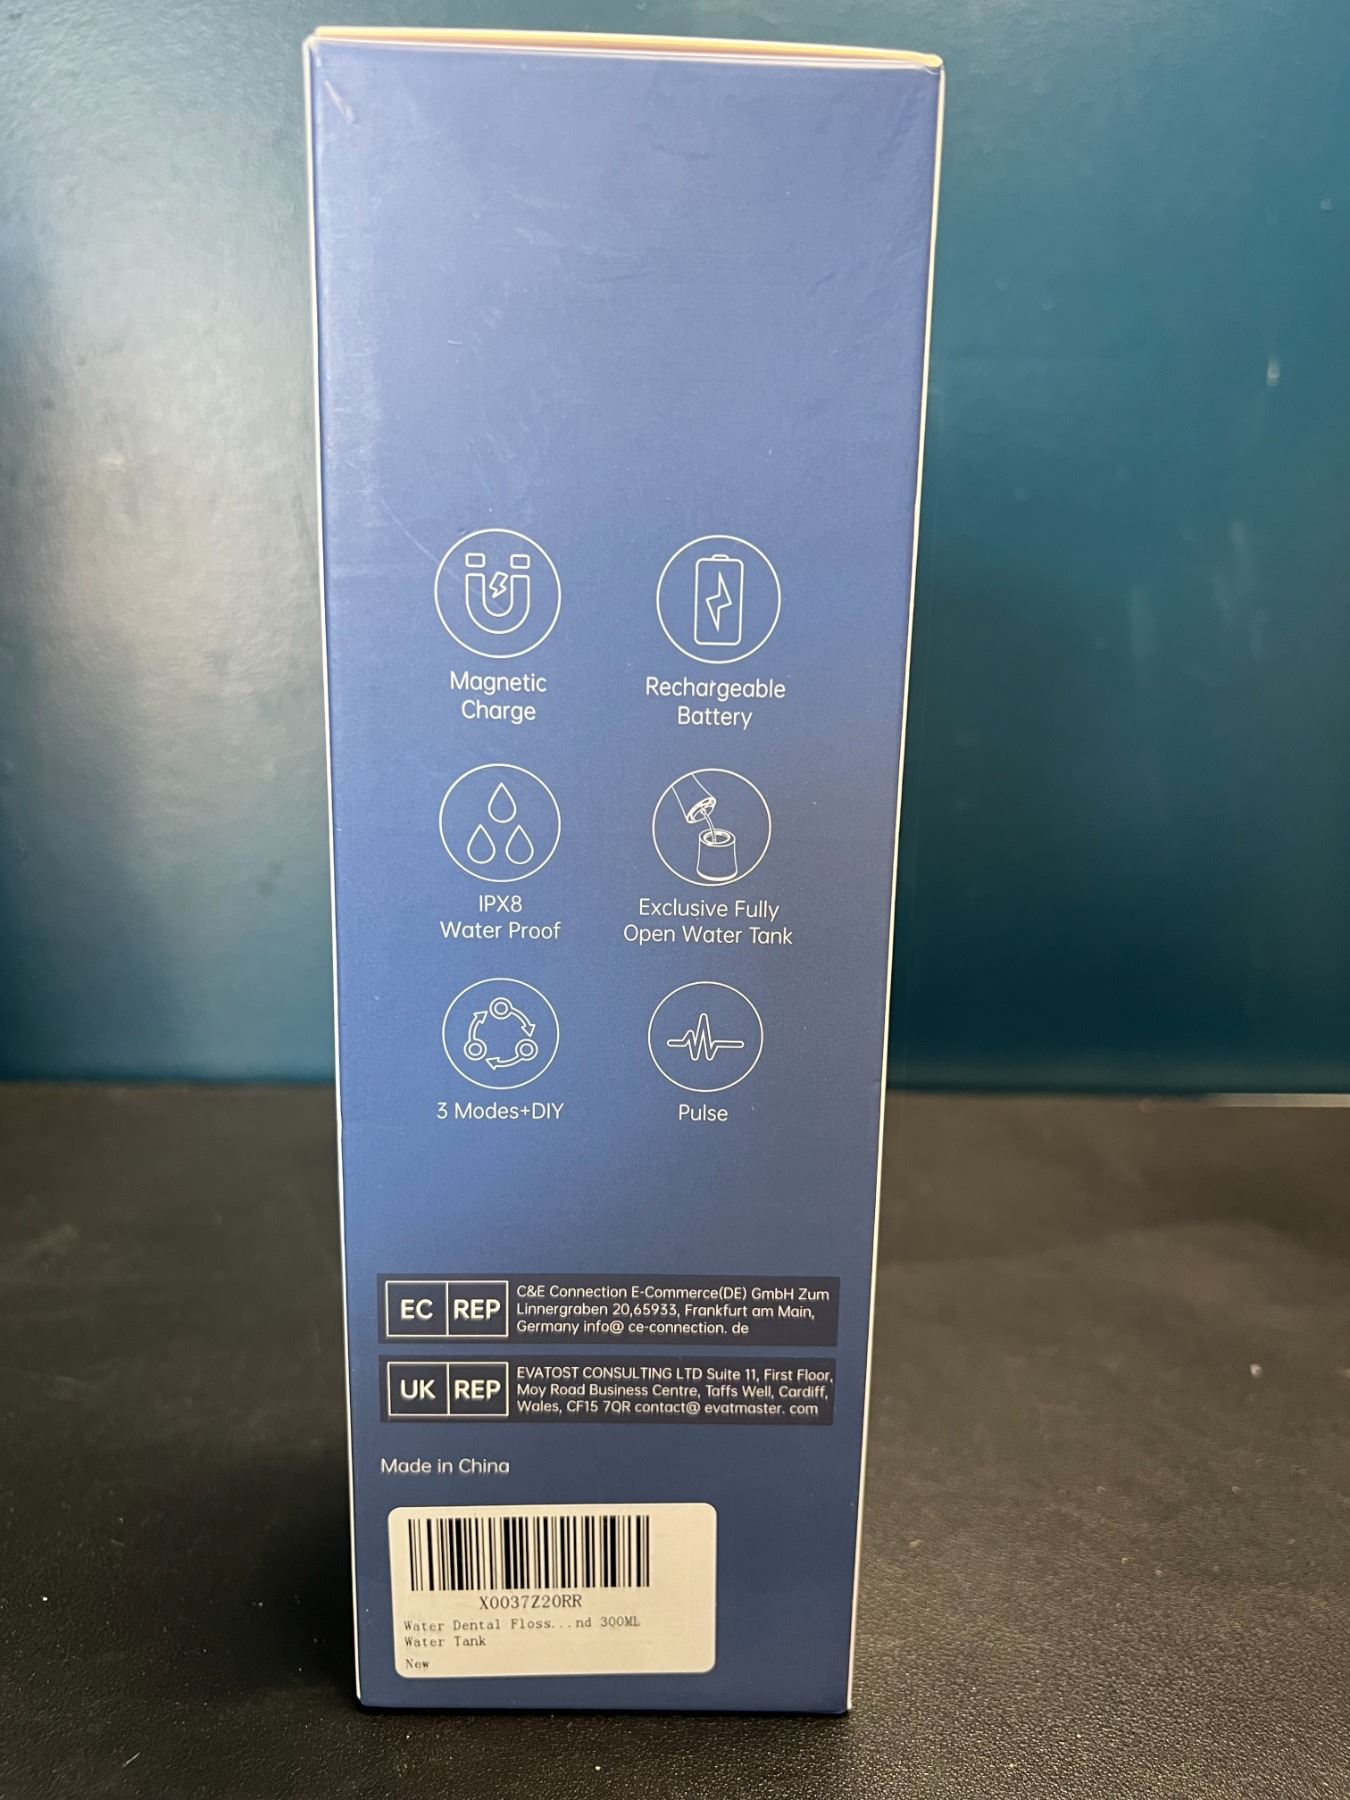 Magnetic
Charge
Rechargeable
Battery
IPX8
Water Proof
Exclusive Fully
Open Water Tank
3 Modes+DIY
Pulse
EC REP
C&E Connection E-Commerce(DE) GmbH Zum
Linnergraben 20,65933, Frankfurt am Main,
Germany info@ ce-connection. de
UK REP
EVATOST CONSULTING LTD Suite 11, First Floor,
Moy Road Business Centre, Taffs Well, Cardiff,
Wales, CF15 7QR contact@ evatmaster. com
Made in China
X0037Z20RR
Water Dental Floss...nd 300ML
Water Tank
New